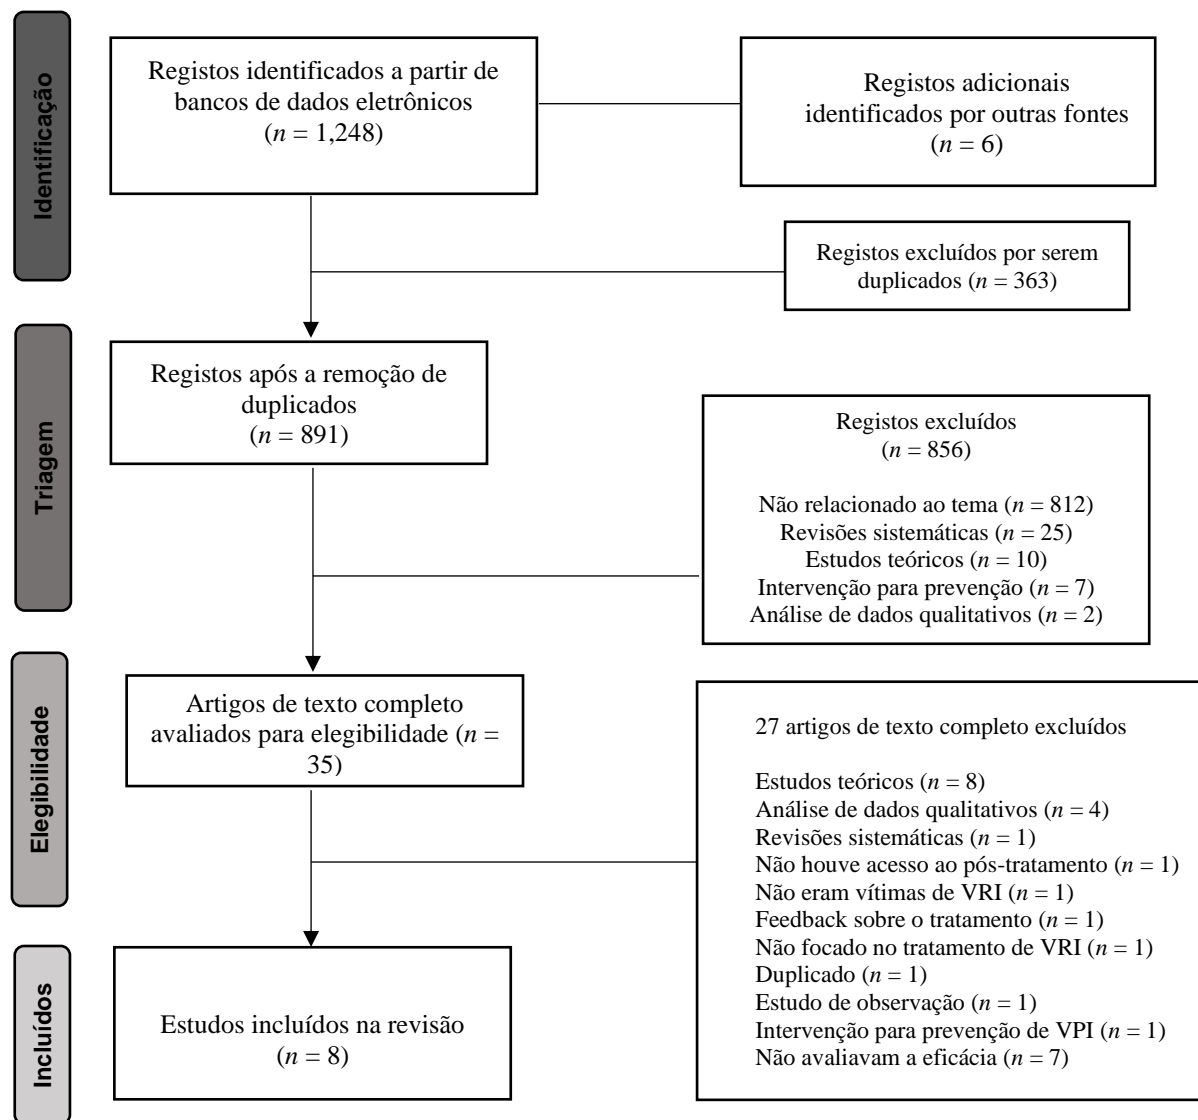 Identificação
Registos identificados a partir de
bancos de dados eletrônicos
(n = 1,248)
Registos adicionais
identificados por outras fontes
(n = 6)
Registos excluídos por serem
duplicados (n = 363)
Triagem
Registos após a remoção de
duplicados
(n = 891)
Registos excluídos
(n = 856)
Não relacionado ao tema (n = 812)
Revisões sistemáticas (n = 25)
Estudos teóricos (n = 10)
Intervenção para prevenção (n = 7)
Análise de dados qualitativos (n = 2)
Elegibilidade
Artigos de texto completo
avaliados para elegibilidade (n =
35)
27 artigos de texto completo excluídos
Estudos teóricos (n = 8)
Análise de dados qualitativos (n = 4)
Revisões sistemáticas (n = 1)
Não houve acesso ao pós-tratamento (n = 1)
Não eram vítimas de VRI (n = 1)
Feedback sobre o tratamento (n = 1)
Não focado no tratamento de VRI (n = 1)
Duplicado (n = 1)
Estudo de observação (n = 1)
Intervenção para prevenção de VPI (n = 1)
Não avaliavam a eficácia (n = 7)
Incluídos
Estudos incluídos na revisão
(n = 8)